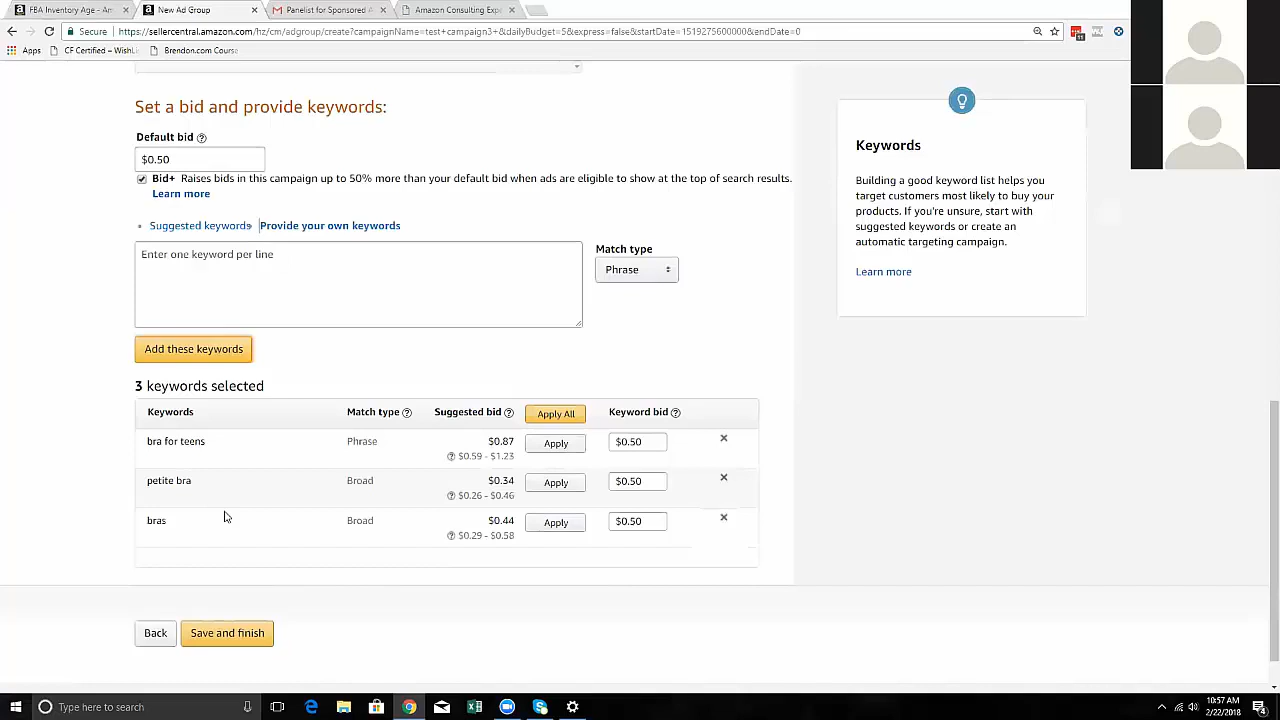 FBA Inventory Age - Am
New Ad Group
Panelist for Sponsored A
Amazon Consulting Expe
Secure
https://sellercentral.amazon.com/hz/cm/adgroup/create?campaignName=test+campaign3+&dailyBudget=5&express=false&startDate=1519275600000&endDate=0
Apps
CF Certified – WishLi
Brendon.com Course
Set a bid and provide keywords:
Default bid
$0.50
Bid+ Raises bids in this campaign up to 50% more than your default bid when ads are eligible to show at the top of search results.
Learn more
Suggested keywords
Provide your own keywords
Enter one keyword per line
Match type
Phrase
Add these keywords
3 keywords selected
Keywords Match type Suggested bid Apply All Keyword bid
bra for teens Phrase $0.87 Apply $0.50
$0.59 - $1.23
petite bra Broad $0.34 Apply $0.50
$0.26 - $0.46
bras Broad $0.44 Apply $0.50
$0.29 - $0.58
Back
Save and finish
Keywords
Building a good keyword list helps you
target customers most likely to buy your
products. If you're unsure, start with
suggested keywords or create an
automatic targeting campaign.
Learn more
Type here to search
10:57 AM
2/22/2018